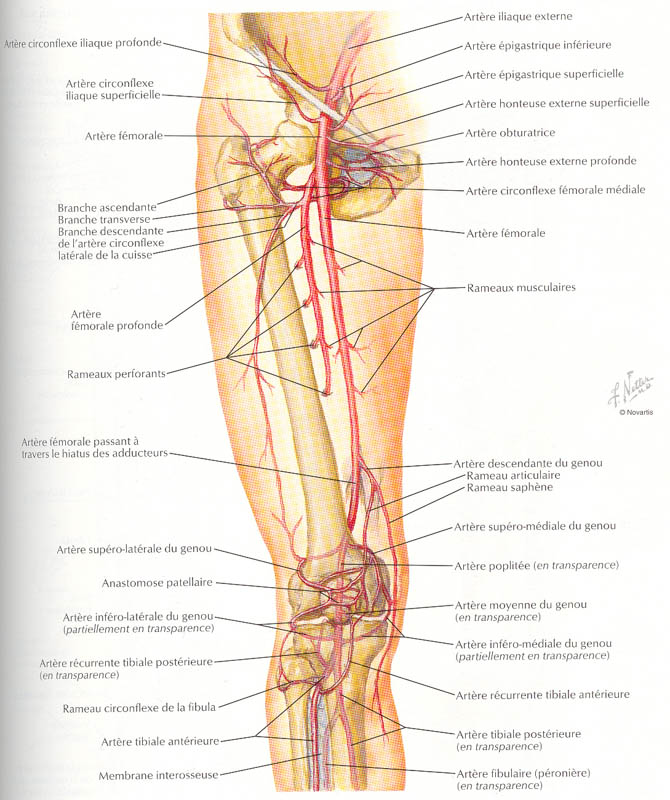 Artère circonflexe iliaque profonde
Artère circonflexe
iliaque superficielle
Artère fémorale
Branche ascendante
Branche transverse
Branche descendante
de l'artère circonflexe
latérale de la cuisse
Artère
fémorale profonde
Rameaux perforants
Artère fémorale passant à
travers le hiatus des adducteurs
Artère supéro-latérale du genou
Anastomose patellaire
Artère inféro-latérale du genou
(partiellement en transparence)
Artère récurrente tibiale postérieure
(en transparence)
Rameau circonflexe de la fibula
Artère tibiale antérieure
Membrane interosseuse
Artère iliaque externe
Artère épigastrique inférieure
Artère épigastrique superficielle
Artère honteuse externe superficielle
Artère obturatrice
Artère honteuse externe profonde
Artère circonflexe fémorale médiale
Artère fémorale
Rameaux musculaires
F. Netter
M.D.
© Novartis
Artère descendante du genou
Rameau articulaire
Rameau saphène
Artère supéro-médiale du genou
Artère poplitée (en transparence)
Artère moyenne du genou
(en transparence)
Artère inféro-médiale du genou
(partiellement en transparence)
Artère récurrente tibiale antérieure
Artère tibiale postérieure
(en transparence)
Artère fibulaire (péronière)
(en transparence)